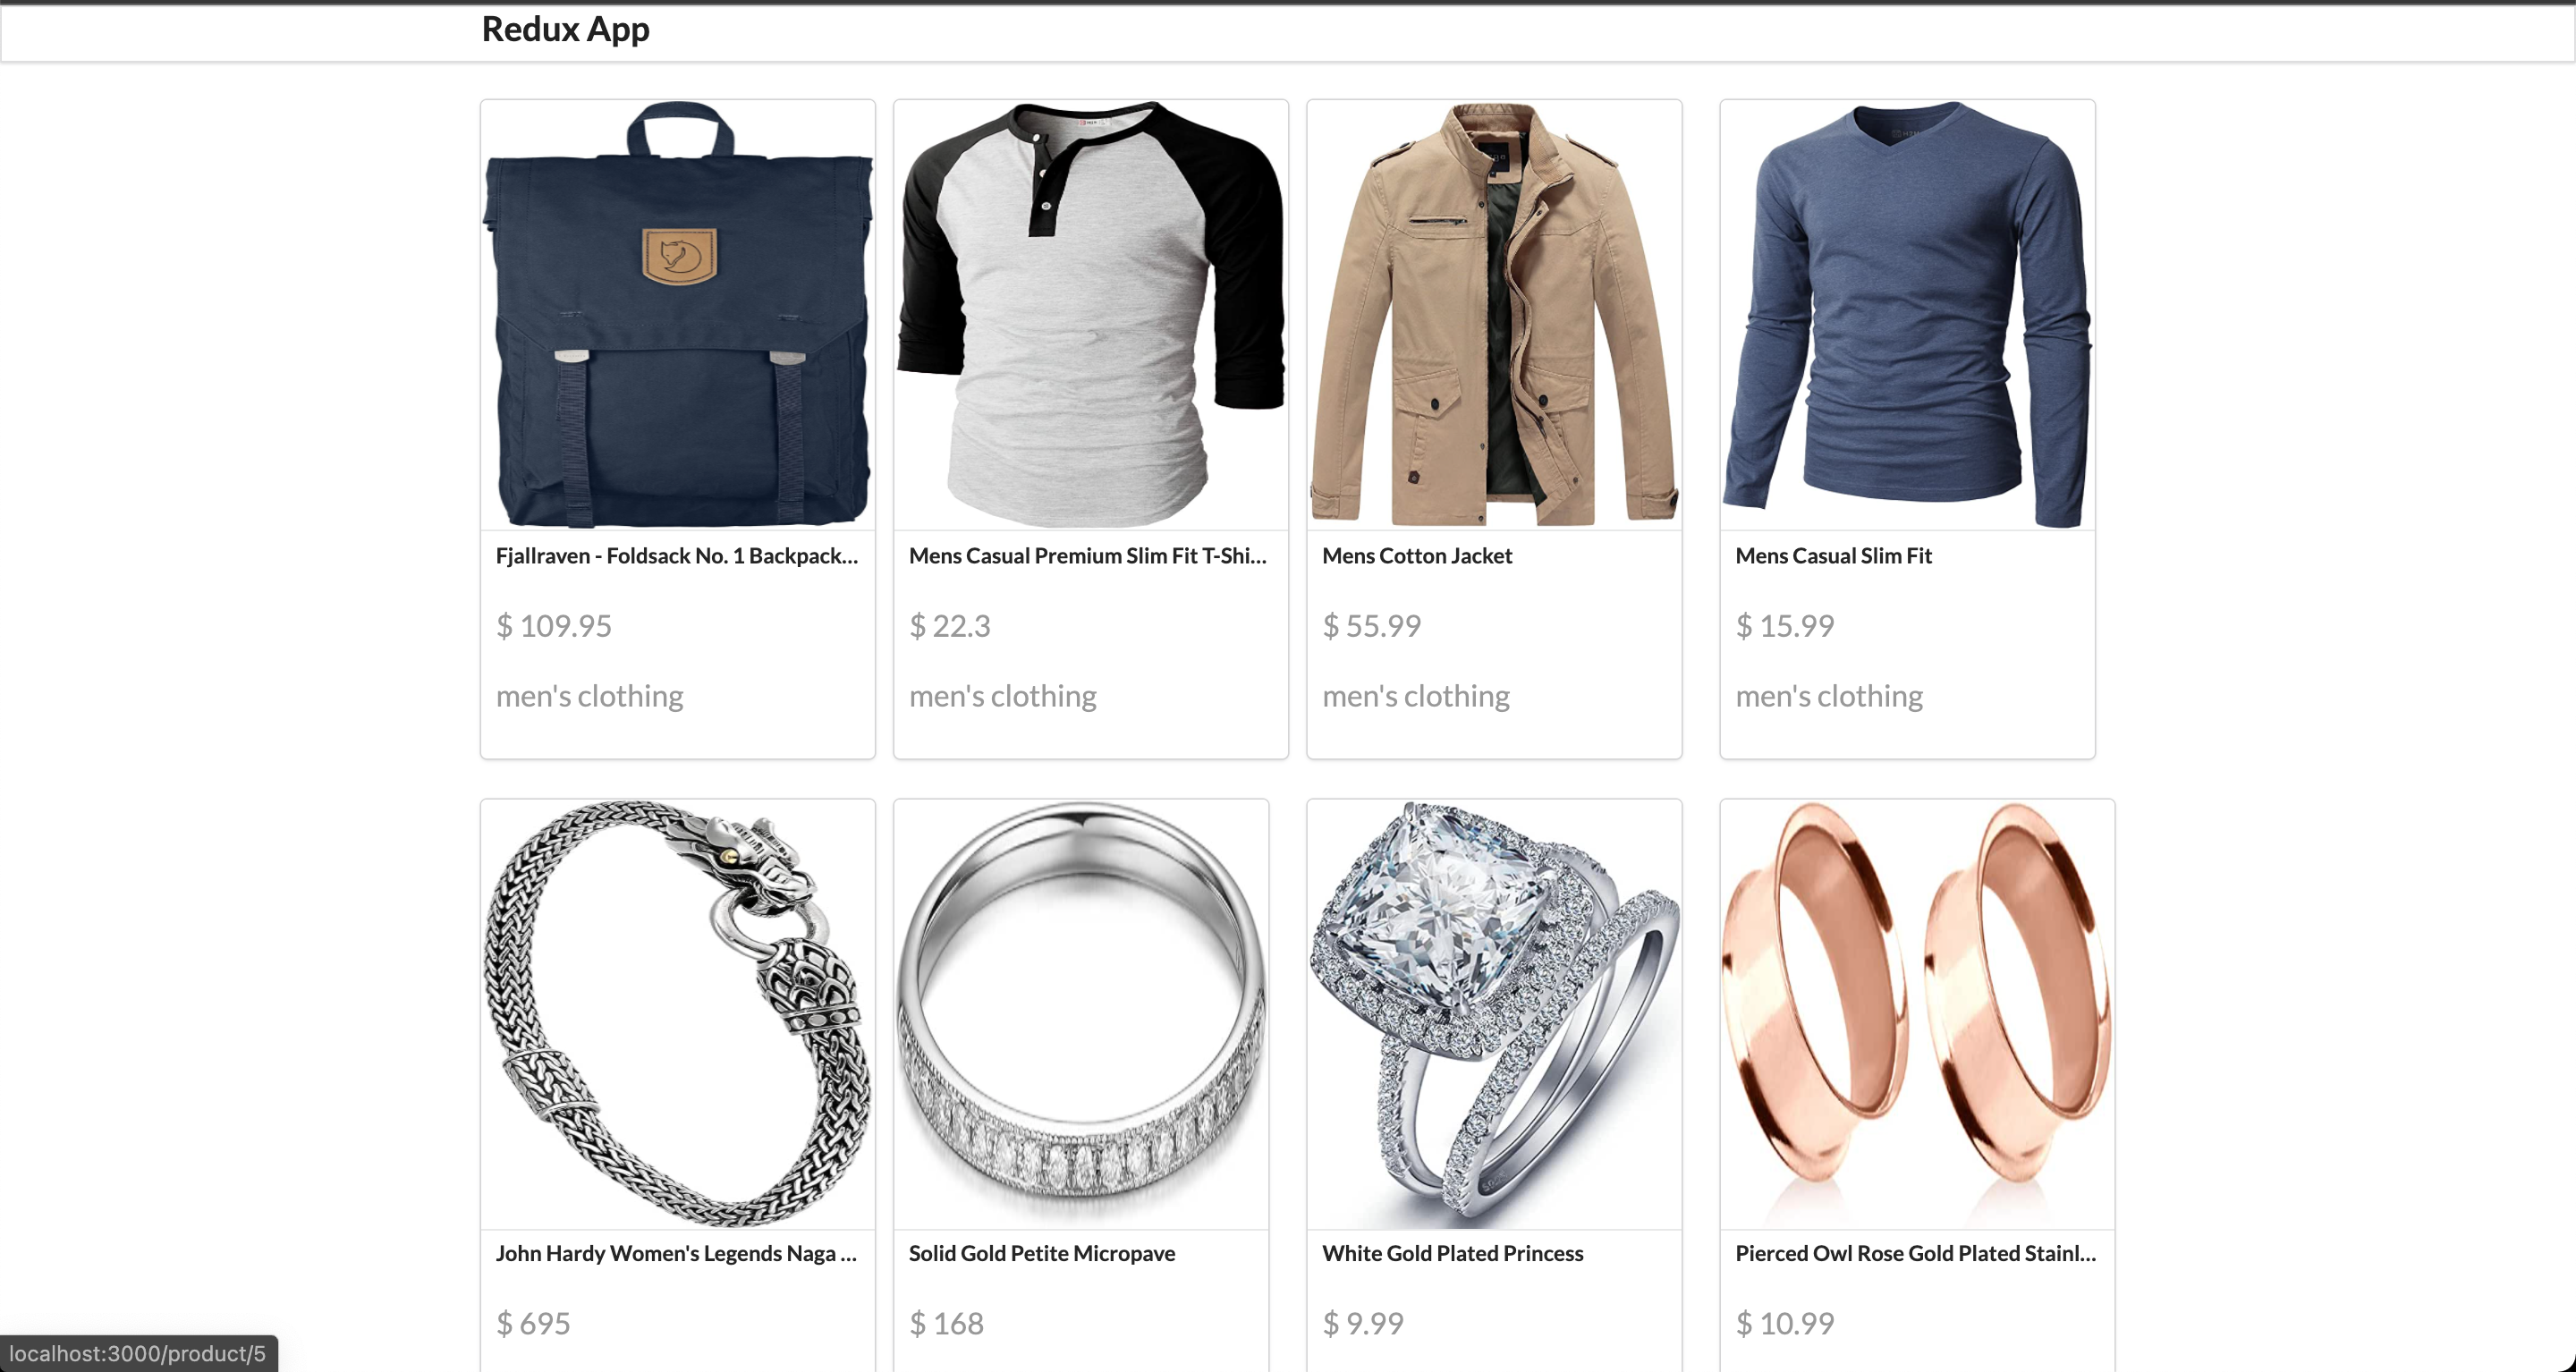 Redux App
Fjallraven - Foldsack No. 1 Backpack...
Mens Casual Premium Slim Fit T-Shi...
Mens Cotton Jacket
Mens Casual Slim Fit
$ 109.95
$ 22.3
$ 55.99
$ 15.99
men's clothing
men's clothing
men's clothing
men's clothing
John Hardy Women's Legends Naga ...
Solid Gold Petite Micropave
White Gold Plated Princess
Pierced Owl Rose Gold Plated Stainl...
$ 695
$ 168
$ 9.99
$ 10.99
localhost:3000/product/5